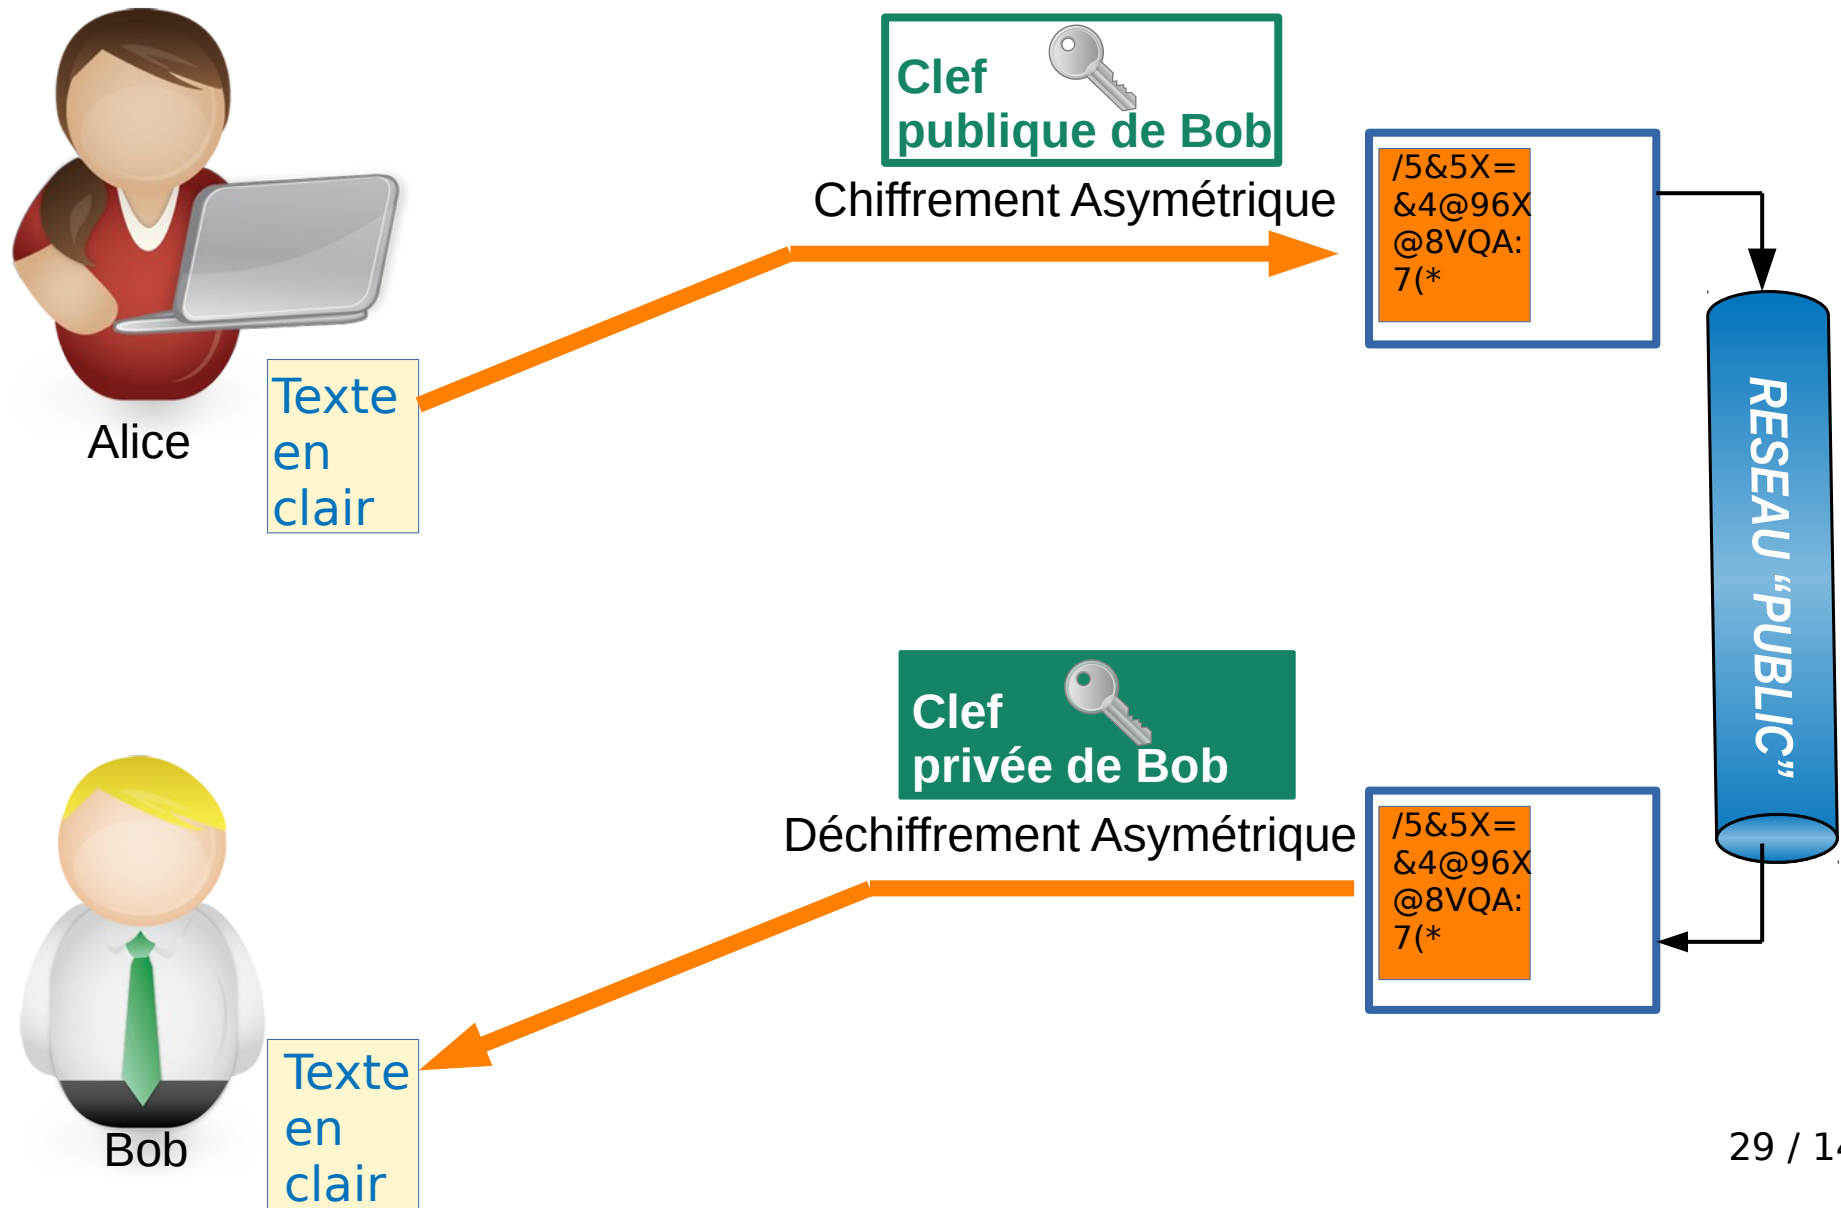 Clef
publique de Bob
Chiffrement Asymétrique
/5&5X=
&4@96X
@8VQA:
7(*
Alice
Texte
en
clair
RESEAU “PUBLIC”
Clef
privée de Bob
Déchiffrement Asymétrique
/5&5X=
&4@96X
@8VQA:
7(*
Bob
Texte
en
clair
29 / 14